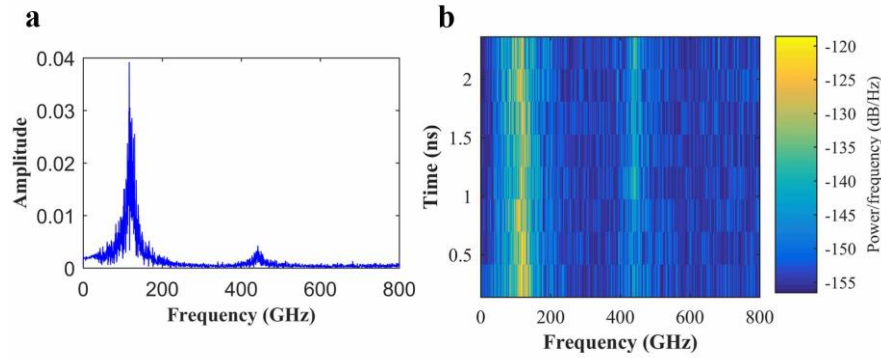 a
0.04
0.03
0.02
0.01
0
Amplitude
0 200 400 600 800
Frequency (GHz)
b
2
1.5
1
0.5
Time (ns)
0 200 400 600 800
Frequency (GHz)
-120
-125
-130
-135
-140
-145
-150
-155
Power/frequency (dB/Hz)